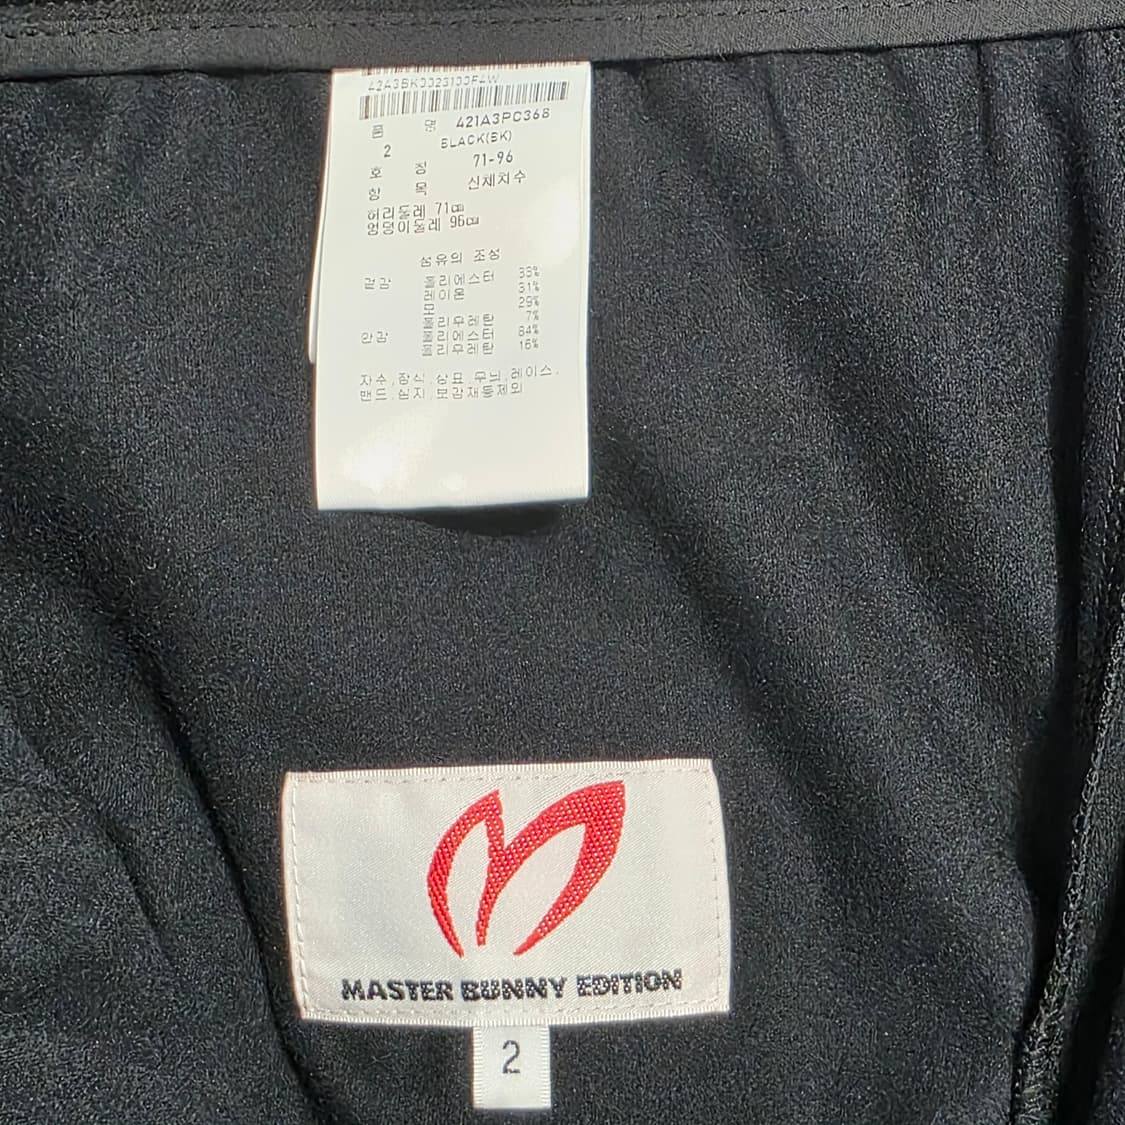 42A3BK0023100F4W
품 명 421A3PC368
2 BLACK(BK)
호 칭 71-96
항 목 신체치수
허리둘레 71㎝
엉덩이둘레 96㎝
섬유의 조성
겉감 폴리에스터 33%
레이온 31%
모 29%
폴리우레탄 7%
안감 폴리에스터 84%
폴리우레탄 16%
자수,장식,상표,무늬,레이스,
밴드,심지,보강재등제외
MASTER BUNNY EDITION
2